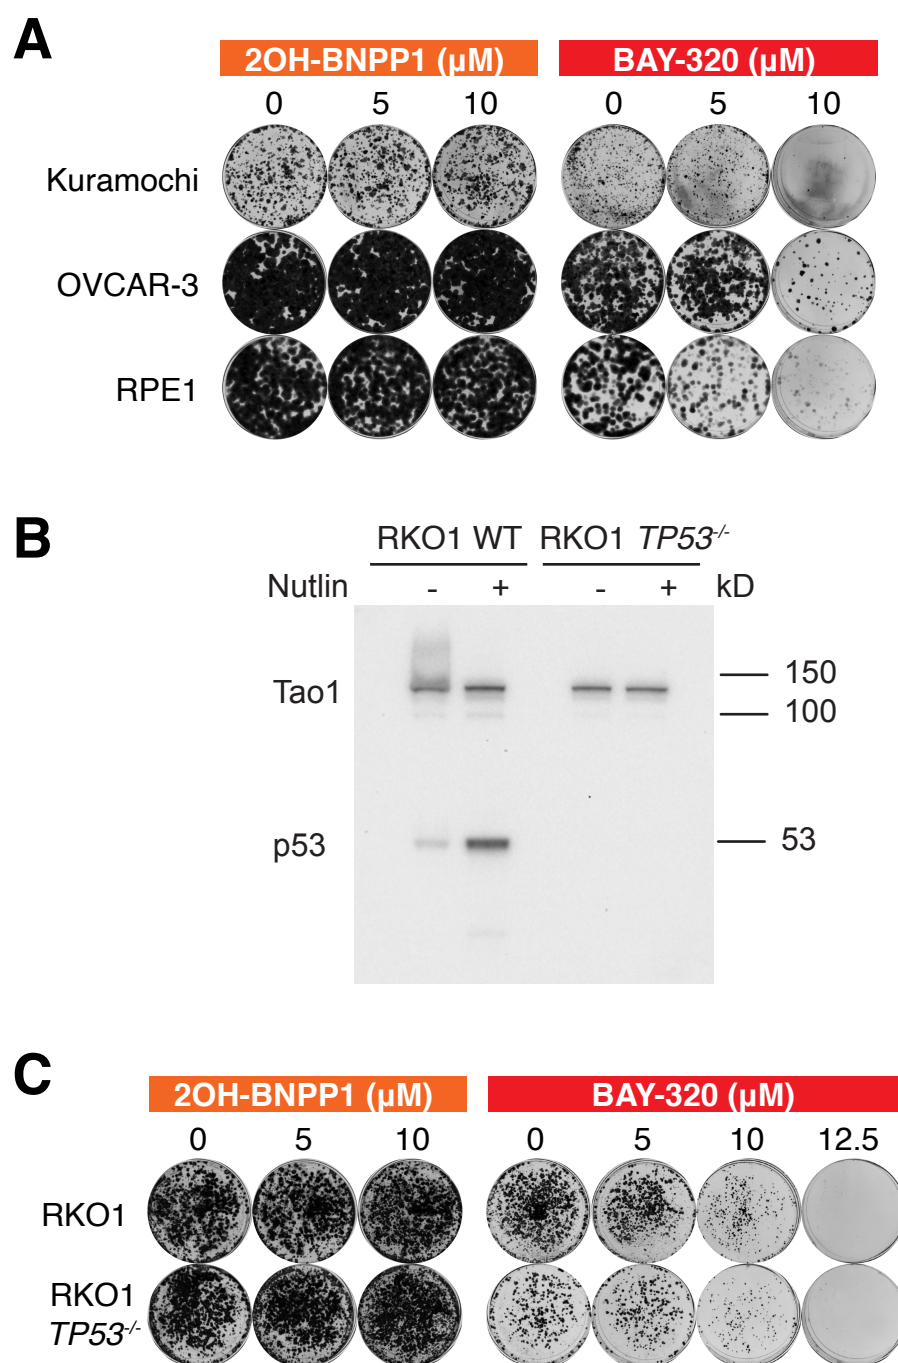 A
2OH-BNPP1 (µM) BAY-320 (µM)
0 5 10 0 5 10
Kuramochi
OVCAR-3
RPE1
B
RKO1 WT RKO1 TP53-/-
Nutlin - + - + kD
Tao1
150
100
p53
53
C
2OH-BNPP1 (µM) BAY-320 (µM)
0 5 10 0 5 10 12.5
RKO1
RKO1
TP53-/-